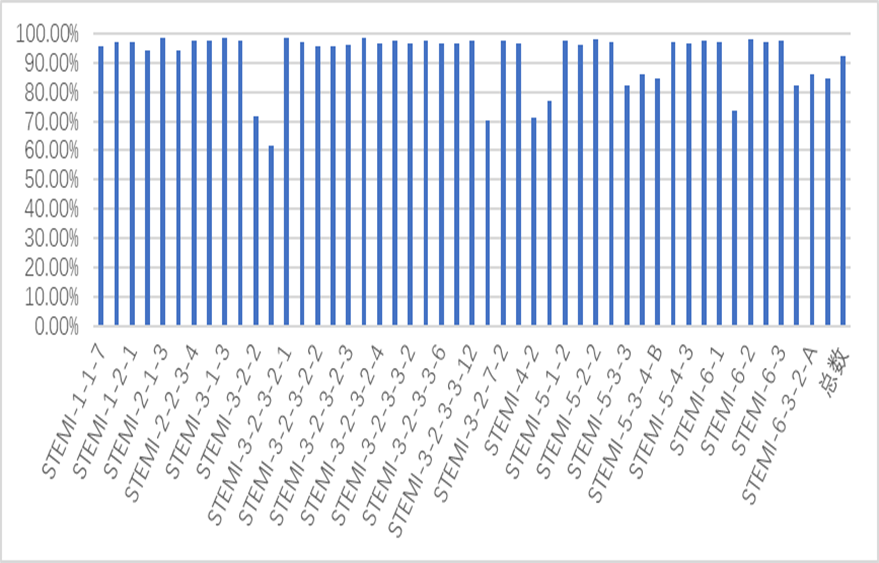 100.00%
90.00%
80.00%
70.00%
60.00%
50.00%
40.00%
30.00%
20.00%
10.00%
0.00%
STEMI-1-1-7
STEMI-1-2-1
STEMI-2-1-3
STEMI-2-2-3-4
STEMI-3-1-3
STEMI-3-2-2
STEMI-3-2-3-2-1
STEMI-3-2-3-2-2
STEMI-3-2-3-2-3
STEMI-3-2-3-2-4
STEMI-3-2-3-3-2
STEMI-3-2-3-3-6
STEMI-3-2-3-3-12
STEMI-3-2-7-2
STEMI-4-2
STEMI-5-1-2
STEMI-5-2-2
STEMI-5-3-3
STEMI-5-3-4-B
STEMI-5-4-3
STEMI-6-1
STEMI-6-2
STEMI-6-3
STEMI-6-3-2-A
总数